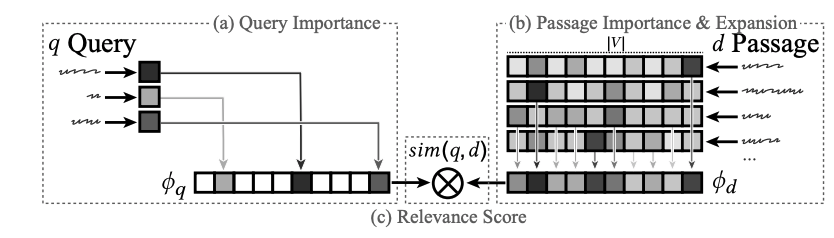 (a) Query Importance
(b) Passage Importance & Expansion
q Query
|V|
d Passage
sim(q, d)
...
ϕq
ϕd
(c) Relevance Score